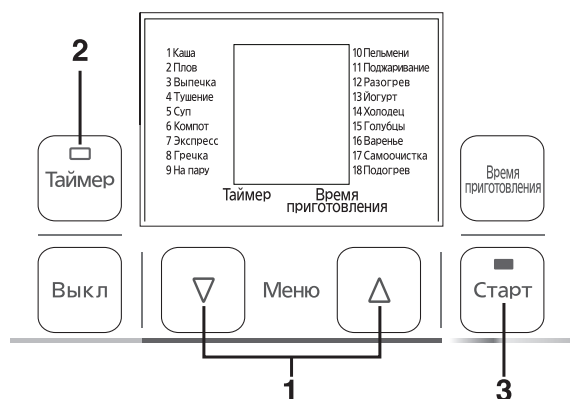 2
1 Каша
2 Плов
3 Выпечка
4 Тушение
5 Суп
6 Компот
7 Экспресс
8 Гречка
9 На пару
10 Пельмени
11 Поджаривание
12 Разогрев
13 Йогурт
14 Холодец
15 Голубцы
16 Варенье
17 Самоочистка
18 Подогрев
Таймер
Время
приготовления
Таймер
Время
приготовления
Выкл
Меню
Старт
1
3